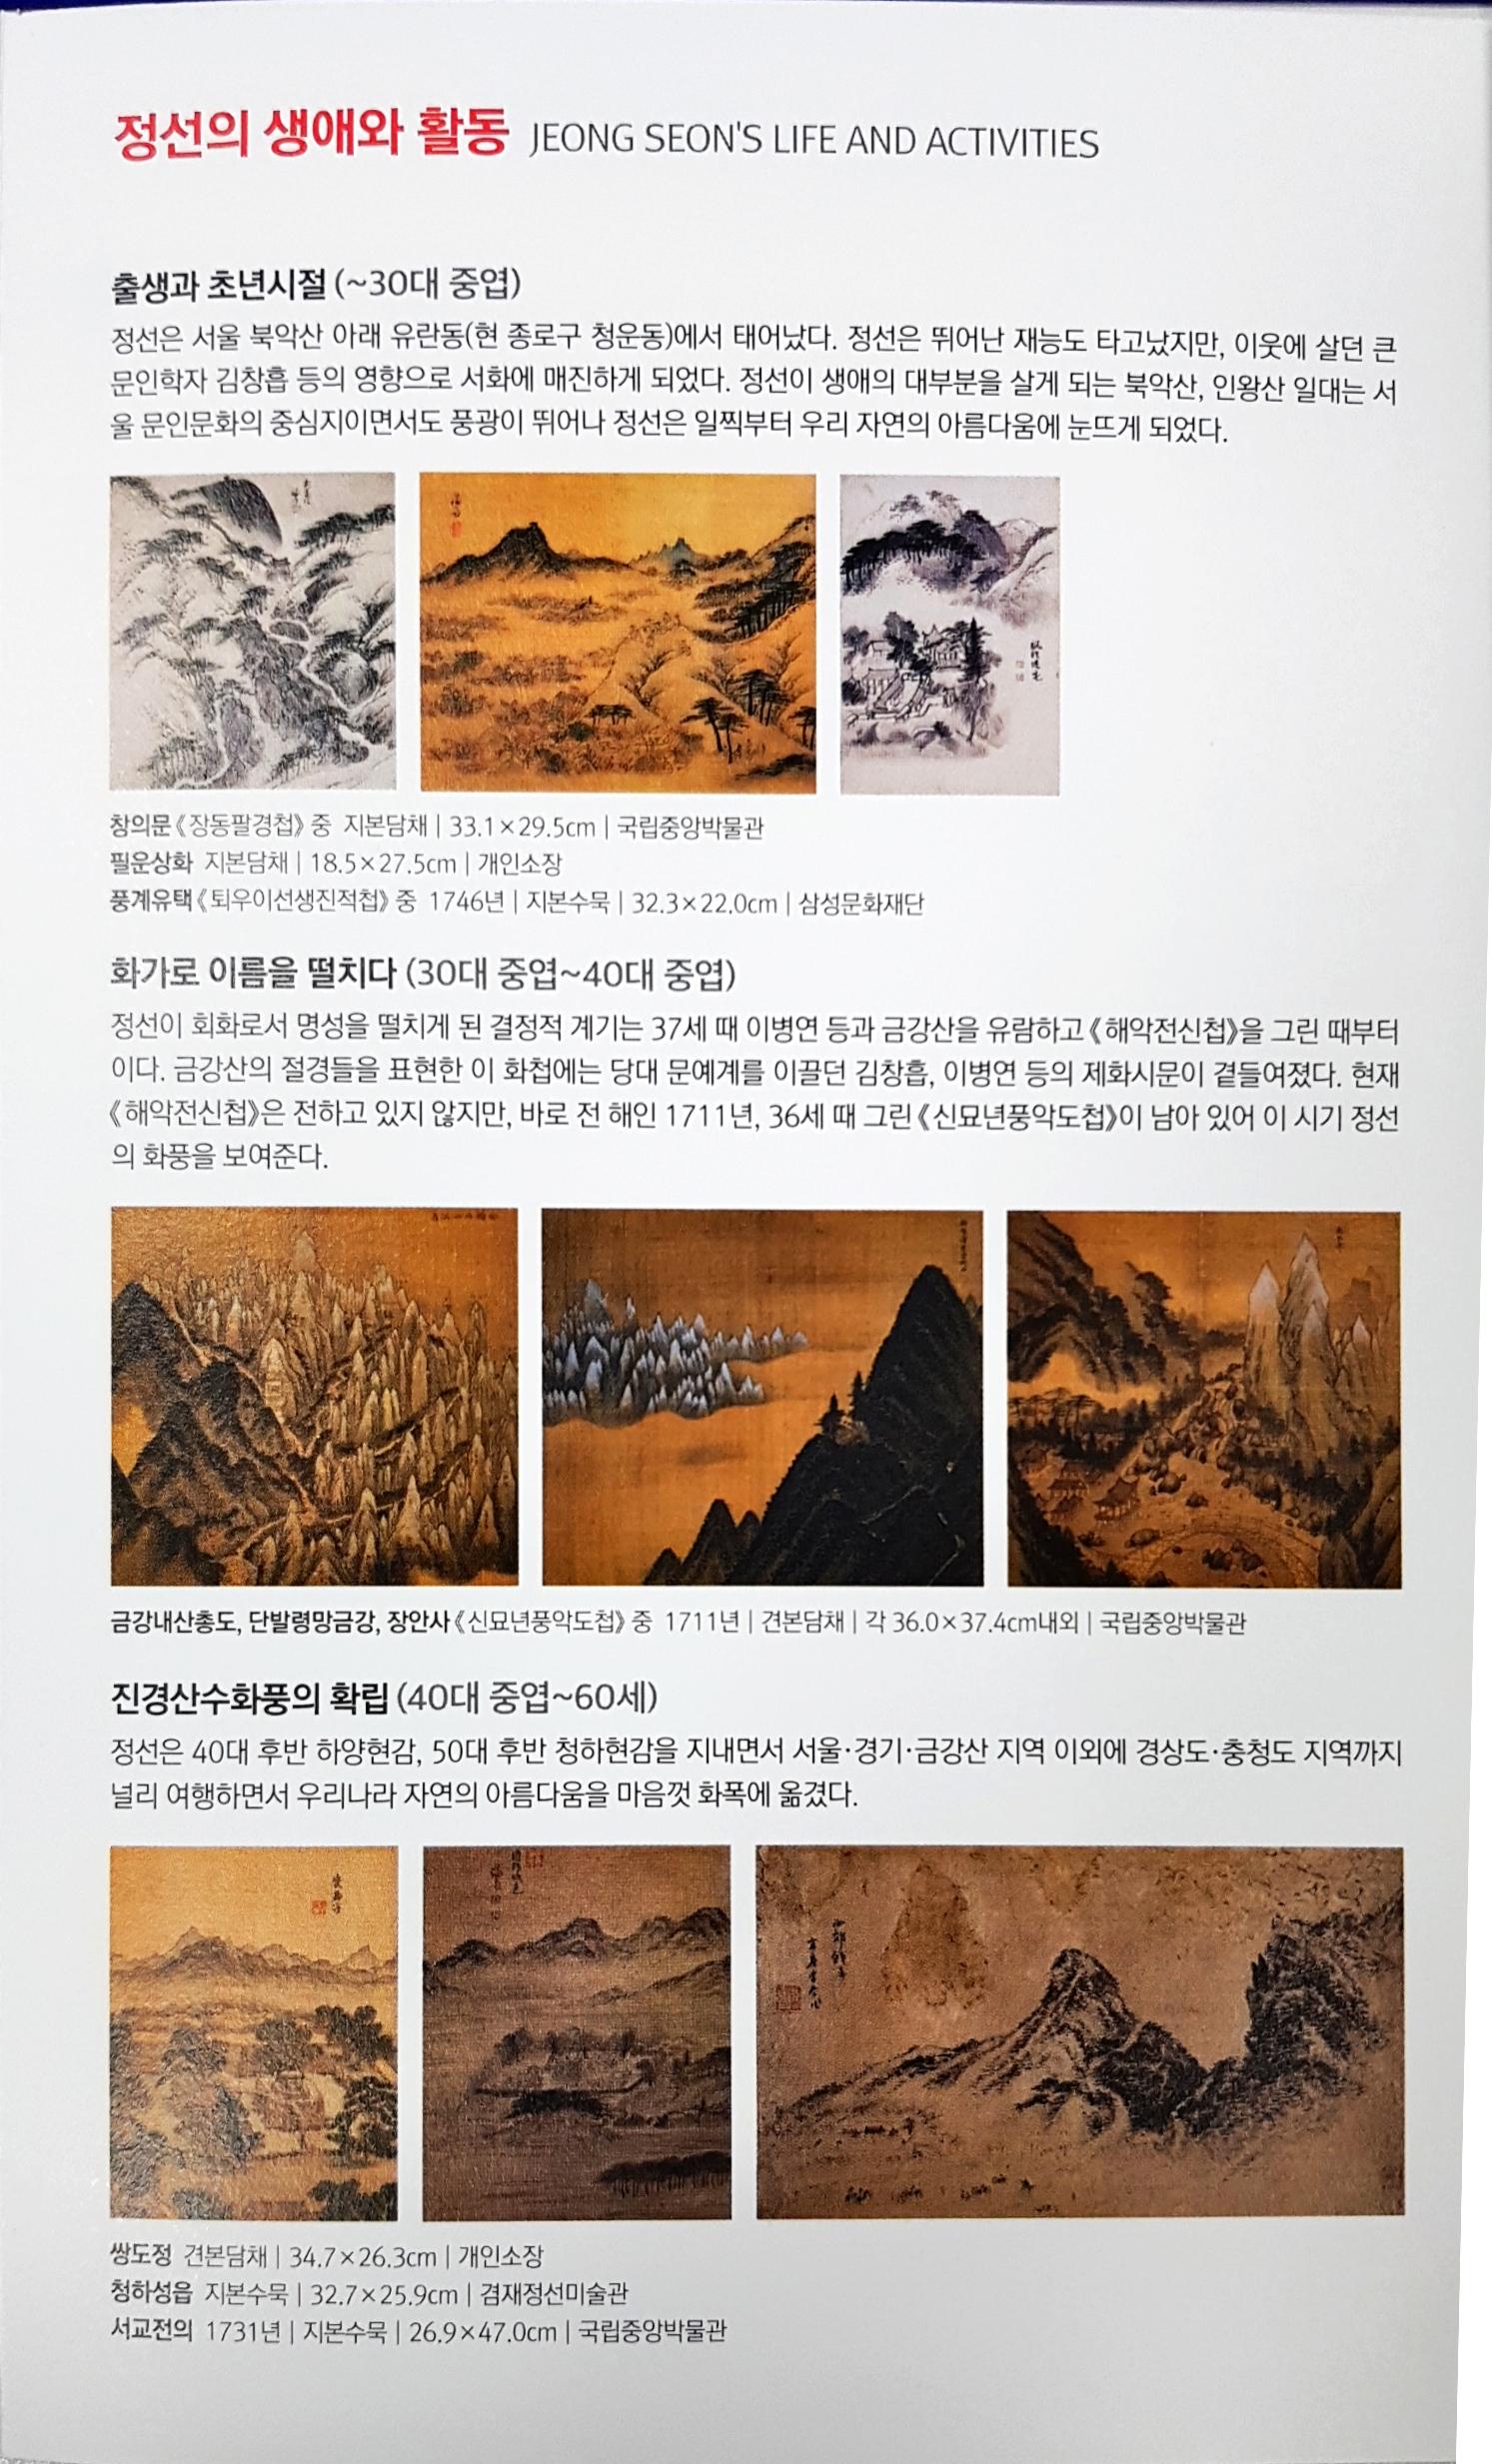 정선의 생애와 활동 JEONG SEON'S LIFE AND ACTIVITIES
출생과 초년시절 (~30대 중엽)
정선은 서울 북악산 아래 유란동(현 종로구 청운동)에서 태어났다. 정선은 뛰어난 재능도 타고났지만, 이웃에 살던 큰
문인학자 김창흡 등의 영향으로 서화에 매진하게 되었다. 정선이 생애의 대부분을 살게 되는 북악산, 인왕산 일대는 서
울 문인문화의 중심지이면서도 풍광이 뛰어나 정선은 일찍부터 우리 자연의 아름다움에 눈뜨게 되었다.
창의문《장동팔경첩》중 지본담채 | 33.1×29.5cm | 국립중앙박물관
필운상화 지본담채 | 18.5×27.5cm | 개인소장
풍계유택《퇴우이선생진적첩》중 1746년 | 지본수묵 | 32.3×22.0cm | 삼성문화재단
화가로 이름을 떨치다 (30대 중엽~40대 중엽)
정선이 회화로서 명성을 떨치게 된 결정적 계기는 37세 때 이병연 등과 금강산을 유람하고《해악전신첩》을 그린 때부터
이다. 금강산의 절경들을 표현한 이 화첩에는 당대 문예계를 이끌던 김창흡, 이병연 등의 제화시문이 곁들여졌다. 현재
《해악전신첩》은 전하고 있지 않지만, 바로 전 해인 1711년, 36세 때 그린《신묘년풍악도첩》이 남아 있어 이 시기 정선
의 화풍을 보여준다.
금강내산총도, 단발령망금강, 장안사《신묘년풍악도첩》중 1711년 | 견본담채 | 각 36.0×37.4cm내외 | 국립중앙박물관
진경산수화풍의 확립 (40대 중엽~60세)
정선은 40대 후반 하양현감, 50대 후반 청하현감을 지내면서 서울·경기·금강산 지역 이외에 경상도·충청도 지역까지
널리 여행하면서 우리나라 자연의 아름다움을 마음껏 화폭에 옮겼다.
쌍도정 견본담채 | 34.7×26.3cm | 개인소장
청하성읍 지본수묵 | 32.7×25.9cm | 겸재정선미술관
서교전의 1731년 | 지본수묵 | 26.9×47.0cm | 국립중앙박물관